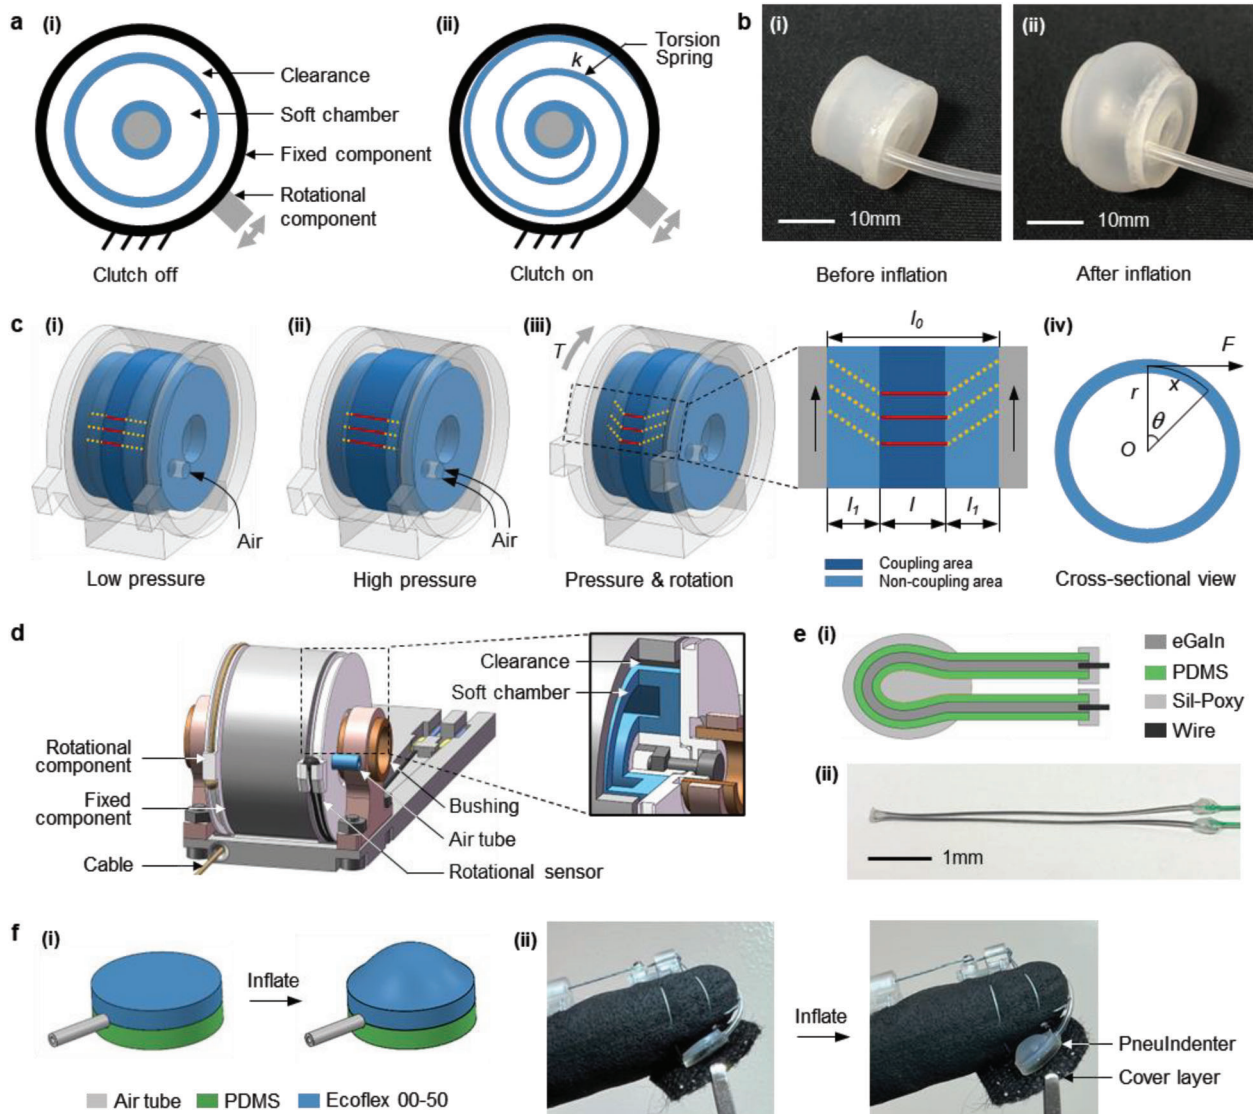 a
(i)
Clearance
Soft chamber
Fixed component
Rotational
component
Clutch off
(ii)
k
Torsion
Spring
Clutch on
b
(i)
10mm
Before inflation
(ii)
10mm
After inflation
c
(i)
Air
Low pressure
(ii)
Air
High pressure
(iii)
T
Pressure & rotation
l0
l1
l
l1
Coupling area
Non-coupling area
(iv)
F
r
x
θ
O
Cross-sectional view
d
Rotational
component
Fixed
component
Cable
Clearance
Soft chamber
Bushing
Air tube
Rotational sensor
e
(i)
eGaIn
PDMS
Sil-Poxy
Wire
(ii)
1mm
f
(i)
Inflate
Air tube
PDMS
Ecoflex 00-50
(ii)
Inflate
PneuIndenter
Cover layer